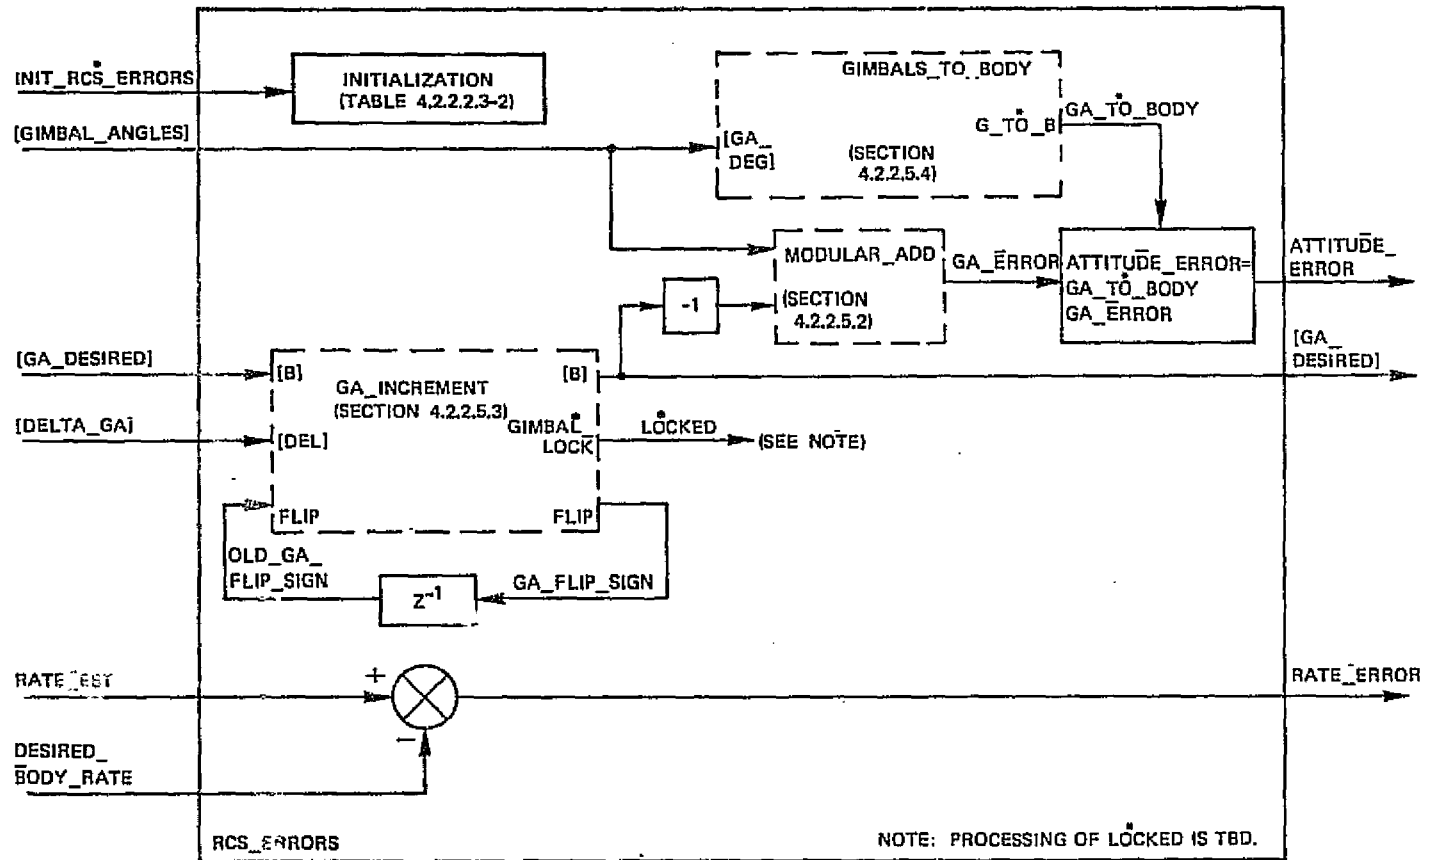 INIT_RCS_ERRORS
INITIALIZATION
(TABLE 4.2.2.2.3-2)
[GIMBAL_ANGLES]
GIMBALS_TO_BODY
G_TO_B
[GA_
DEG]
(SECTION
4.2.2.5.4)
GA_TO_BODY
MODULAR_ADD
(SECTION
4.2.2.5.2)
-1
GA_ERROR
ATTITUDE_ERROR=
GA_TO_BODY
GA_ERROR
ATTITUDE_
ERROR
[GA_DESIRED]
[B]
GA_INCREMENT
(SECTION 4.2.2.5.3)
[B]
[GA_
DESIRED]
[DELTA_GA]
[DEL]
GIMBAL
LOCK
LOCKED
(SEE NOTE)
FLIP
FLIP
OLD_GA_
FLIP_SIGN
Z⁻¹
GA_FLIP_SIGN
RATE_EST
+
−
RATE_ERROR
DESIRED_
BODY_RATE
RCS_ERRORS
NOTE: PROCESSING OF LOCKED IS TBD.